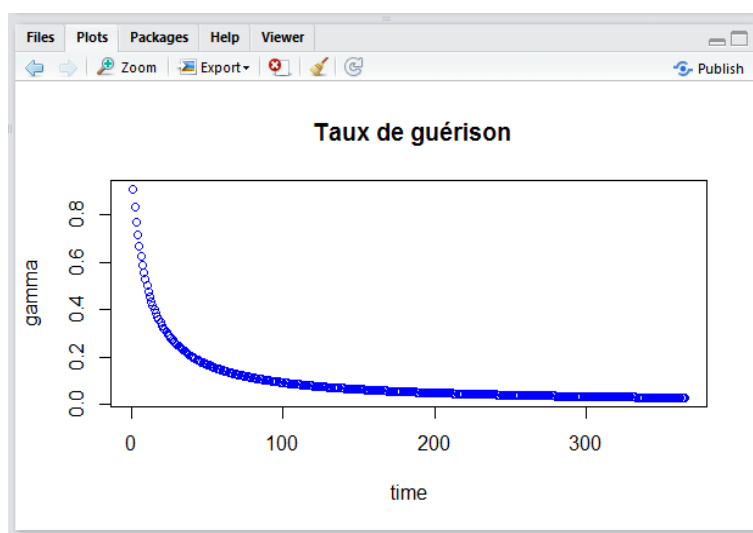 Files Plots Packages Help Viewer
Zoom Export Publish
Taux de guérison
gamma
0.8
0.6
0.4
0.2
0.0
0 100 200 300
time